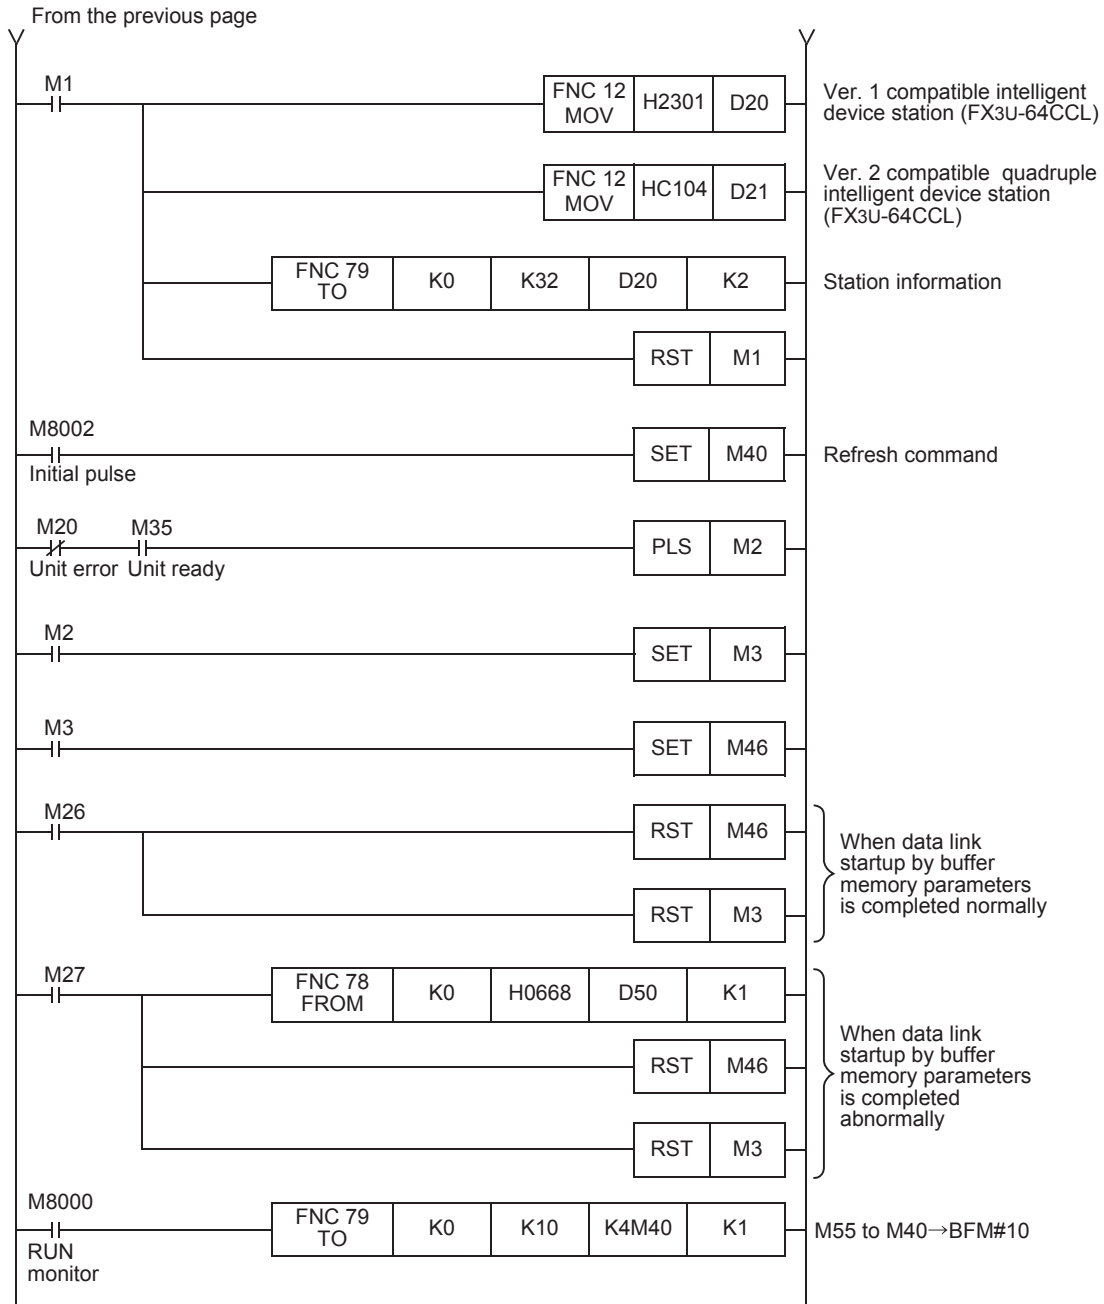 From the previous page
M1
FNC 12
MOV
H2301
D20
Ver. 1 compatible intelligent
device station (FX3U-64CCL)
FNC 12
MOV
HC104
D21
Ver. 2 compatible quadruple
intelligent device station
(FX3U-64CCL)
FNC 79
TO
K0
K32
D20
K2
Station information
RST
M1
M8002
Initial pulse
SET
M40
Refresh command
M20
Unit error
M35
Unit ready
PLS
M2
M2
SET
M3
M3
SET
M46
M26
RST
M46
RST
M3
When data link
startup by buffer
memory parameters
is completed normally
M27
FNC 78
FROM
K0
H0668
D50
K1
RST
M46
RST
M3
When data link
startup by buffer
memory parameters
is completed
abnormally
M8000
RUN
monitor
FNC 79
TO
K0
K10
K4M40
K1
M55 to M40→BFM#10